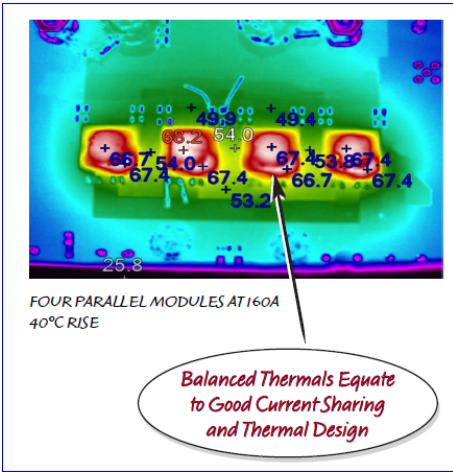 49.9 49.4
68.2 54.0
66.7 54.0 67.4 53.8 67.4
67.4 67.4 66.7 67.4
53.2
25.8
FOUR PARALLEL MODULES AT 160A
40ºC RISE
Balanced Thermals Equate
to Good Current Sharing
and Thermal Design